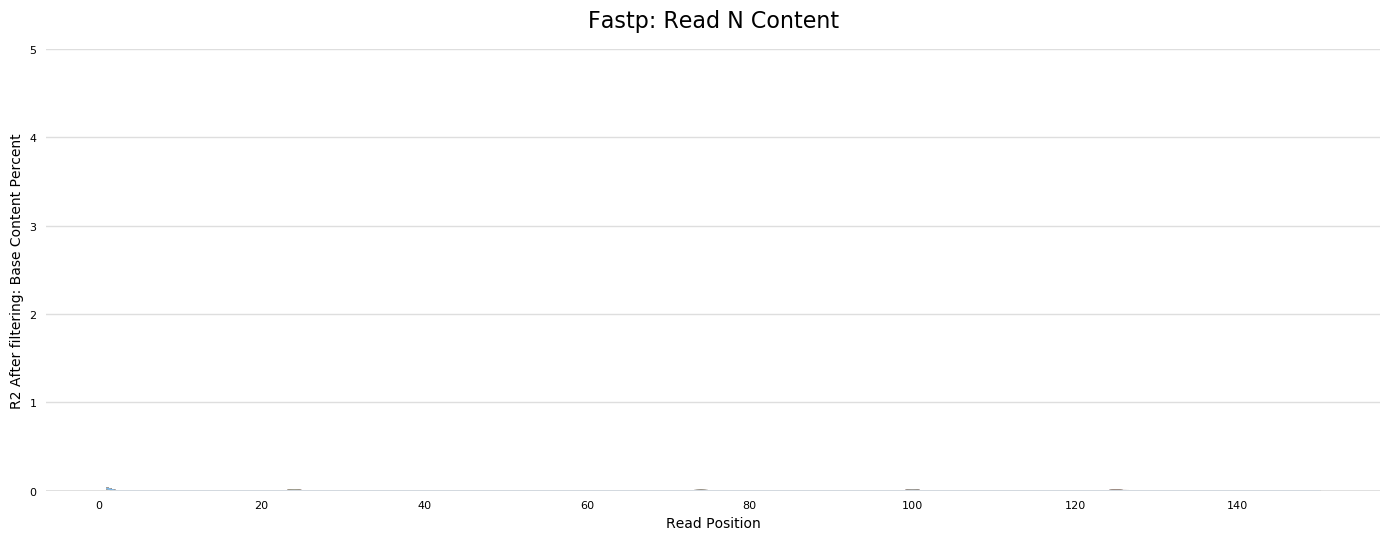 Fastp: Read N Content
R2 After filtering: Base Content Percent
5
4
3
2
1
0
0 20 40 60 80 100 120 140
Read Position